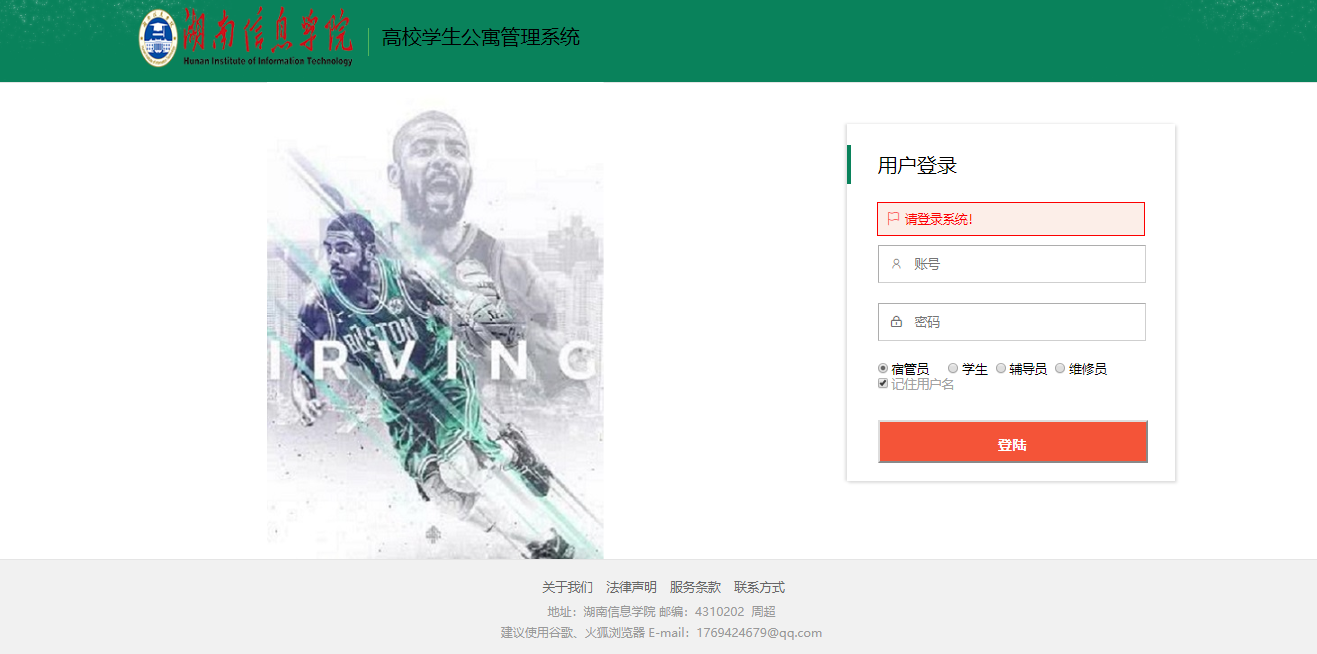 湖南信息学院
Hunan Institute of Information Technology
高校学生公寓管理系统
BOSTON
IRVING
用户登录
请登录系统!
账号
密码
宿管员 学生 辅导员 维修员
记住用户名
登陆
关于我们 法律声明 服务条款 联系方式
地址：湖南信息学院 邮编：4310202 周超
建议使用谷歌、火狐浏览器 E-mail：1769424679@qq.com